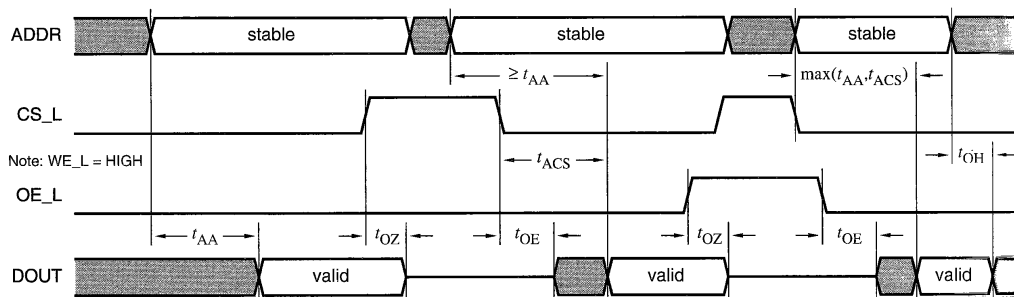 ADDR stable stable stable
≥ tAA max(tAA,tACS)
CS_L
Note: WE_L = HIGH tACS tOH
OE_L
tAA tOZ tOE tOZ tOE
DOUT valid valid valid